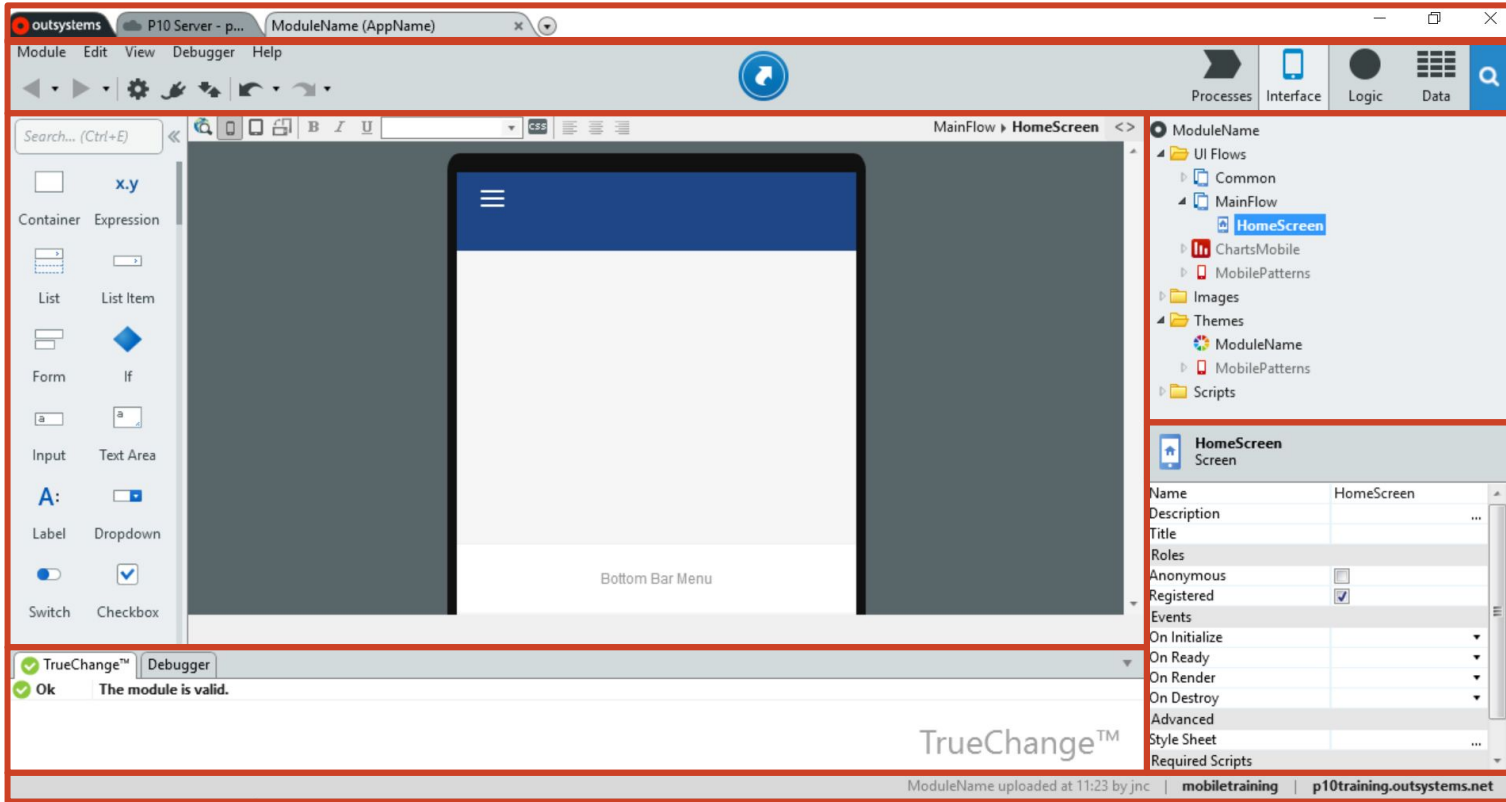 outsystems P10 Server - p... ModuleName (AppName)
Module Edit View Debugger Help
Processes Interface Logic Data
Search... (Ctrl+E)
B I U CSS MainFlow HomeScreen <>
x.y
Container Expression
List List Item
Form If
a a
Input Text Area
A:
Label Dropdown
Switch Checkbox
Bottom Bar Menu
ModuleName
UI Flows
Common
MainFlow
HomeScreen
ChartsMobile
MobilePatterns
Images
Themes
ModuleName
MobilePatterns
Scripts
HomeScreen
Screen
Name HomeScreen
Description ...
Title
Roles
Anonymous
Registered
Events
On Initialize
On Ready
On Render
On Destroy
Advanced
Style Sheet ...
Required Scripts
TrueChange™ Debugger
Ok The module is valid.
TrueChange™
ModuleName uploaded at 11:23 by jnc | mobiletraining | p10training.outsystems.net